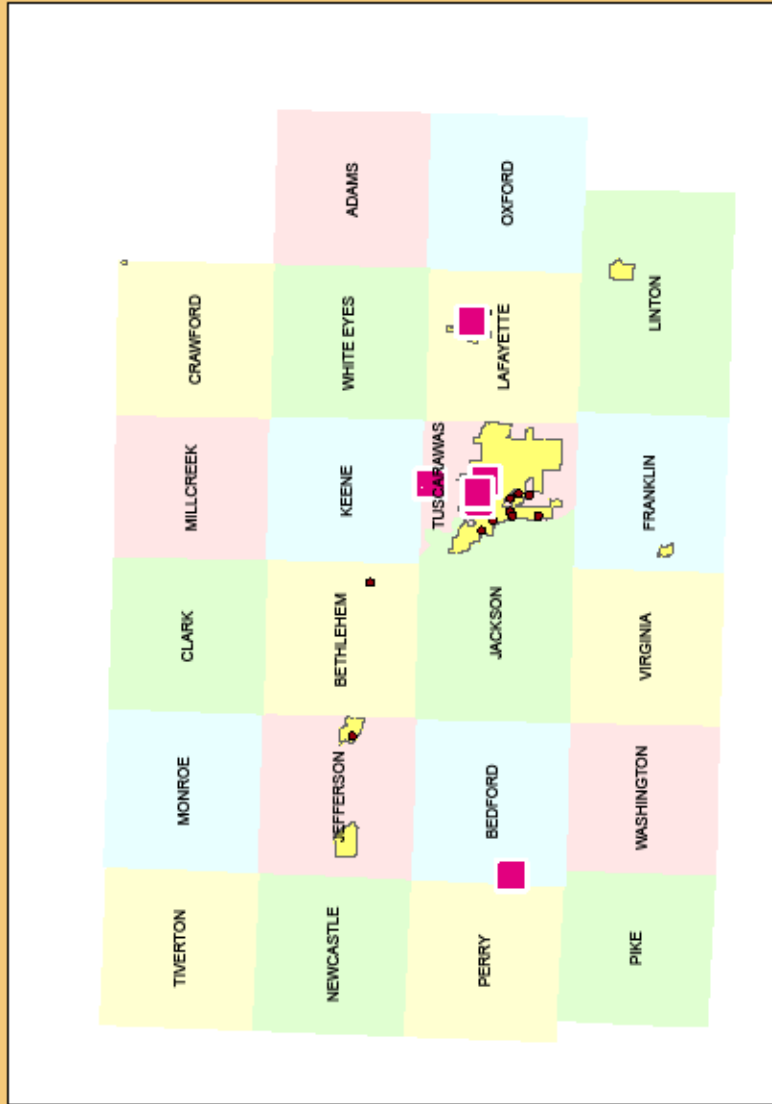 TIVERTON
MONROE
CLARK
MILLCREEK
CRAWFORD
NEWCASTLE
JEFFERSON
BETHLEHEM
KEENE
WHITE EYES
ADAMS
PERRY
BEDFORD
JACKSON
TUSCARAWAS
LAFAYETTE
OXFORD
PIKE
WASHINGTON
VIRGINIA
FRANKLIN
LINTON